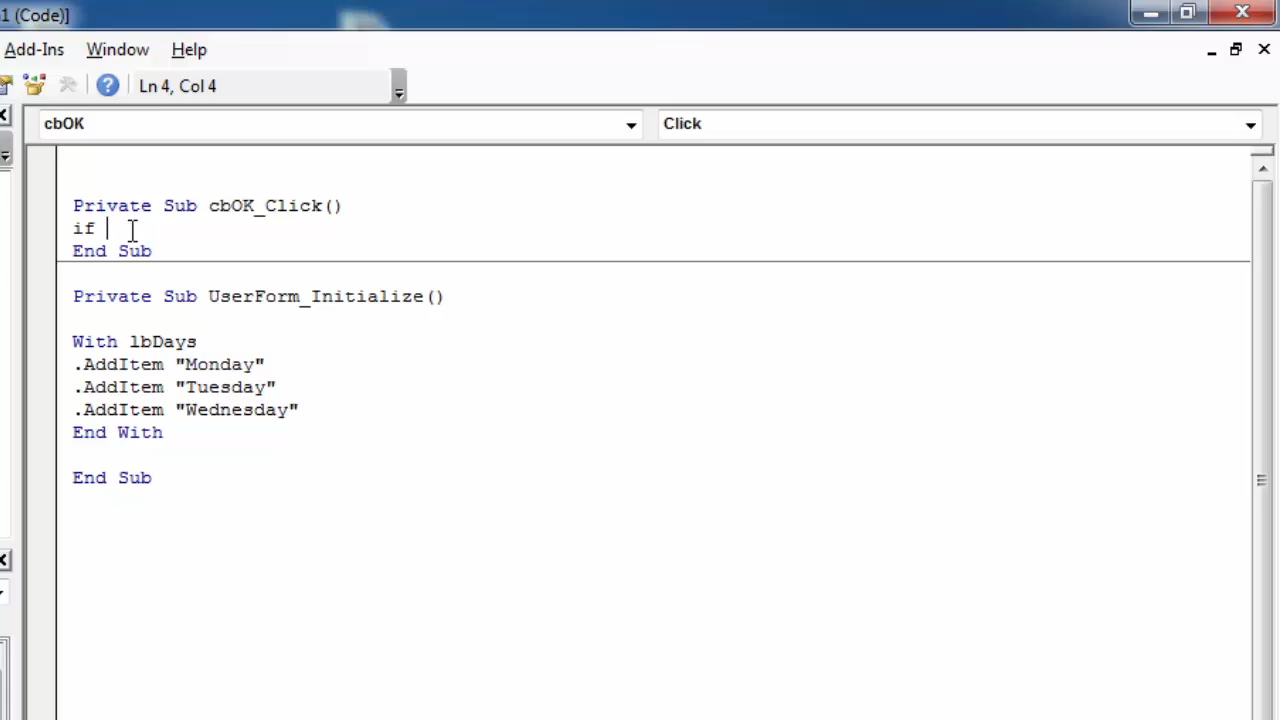 1 (Code)]
Add-Ins Window Help
Ln 4, Col 4
cbOK Click
Private Sub cbOK_Click()
if
End Sub
Private Sub UserForm_Initialize()
With lbDays
.AddItem "Monday"
.AddItem "Tuesday"
.AddItem "Wednesday"
End With
End Sub